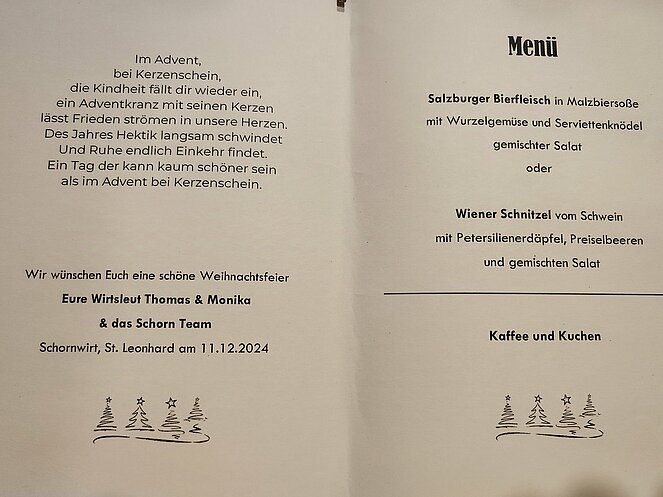 Im Advent,
bei Kerzenschein,
die Kindheit fällt dir wieder ein,
ein Adventkranz mit seinen Kerzen
lässt Frieden strömen in unsere Herzen.
Des Jahres Hektik langsam schwindet
Und Ruhe endlich Einkehr findet.
Ein Tag der kann kaum schöner sein
als im Advent bei Kerzenschein.
Wir wünschen Euch eine schöne Weihnachtsfeier
Eure Wirtsleut Thomas & Monika
& das Schorn Team
Schornwirt, St. Leonhard am 11.12.2024
Menü
Salzburger Bierfleisch in Malzbiersoße
mit Wurzelgemüse und Serviettenknödel
gemischter Salat
oder
Wiener Schnitzel vom Schwein
mit Petersilienerdäpfel, Preiselbeeren
und gemischten Salat
Kaffee und Kuchen